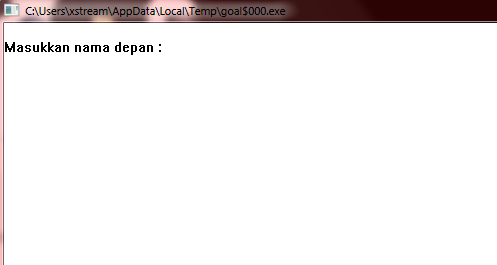 C:\Users\xstream\AppData\Local\Temp\goal$000.exe
Masukkan nama depan :